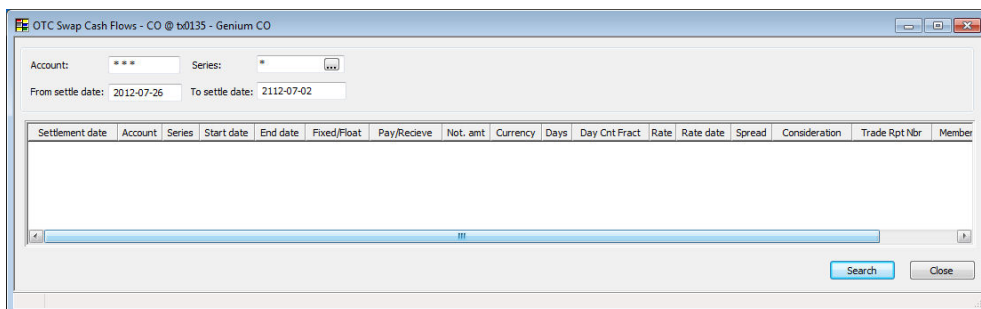 OTC Swap Cash Flows - CO @ tx0135 - Genium CO
Account: * * * Series: * ...
From settle date: 2012-07-26 To settle date: 2112-07-02
Settlement date Account Series Start date End date Fixed/Float Pay/Recieve Not. amt Currency Days Day Cnt Fract Rate Rate date Spread Consideration Trade Rpt Nbr Member
Search Close